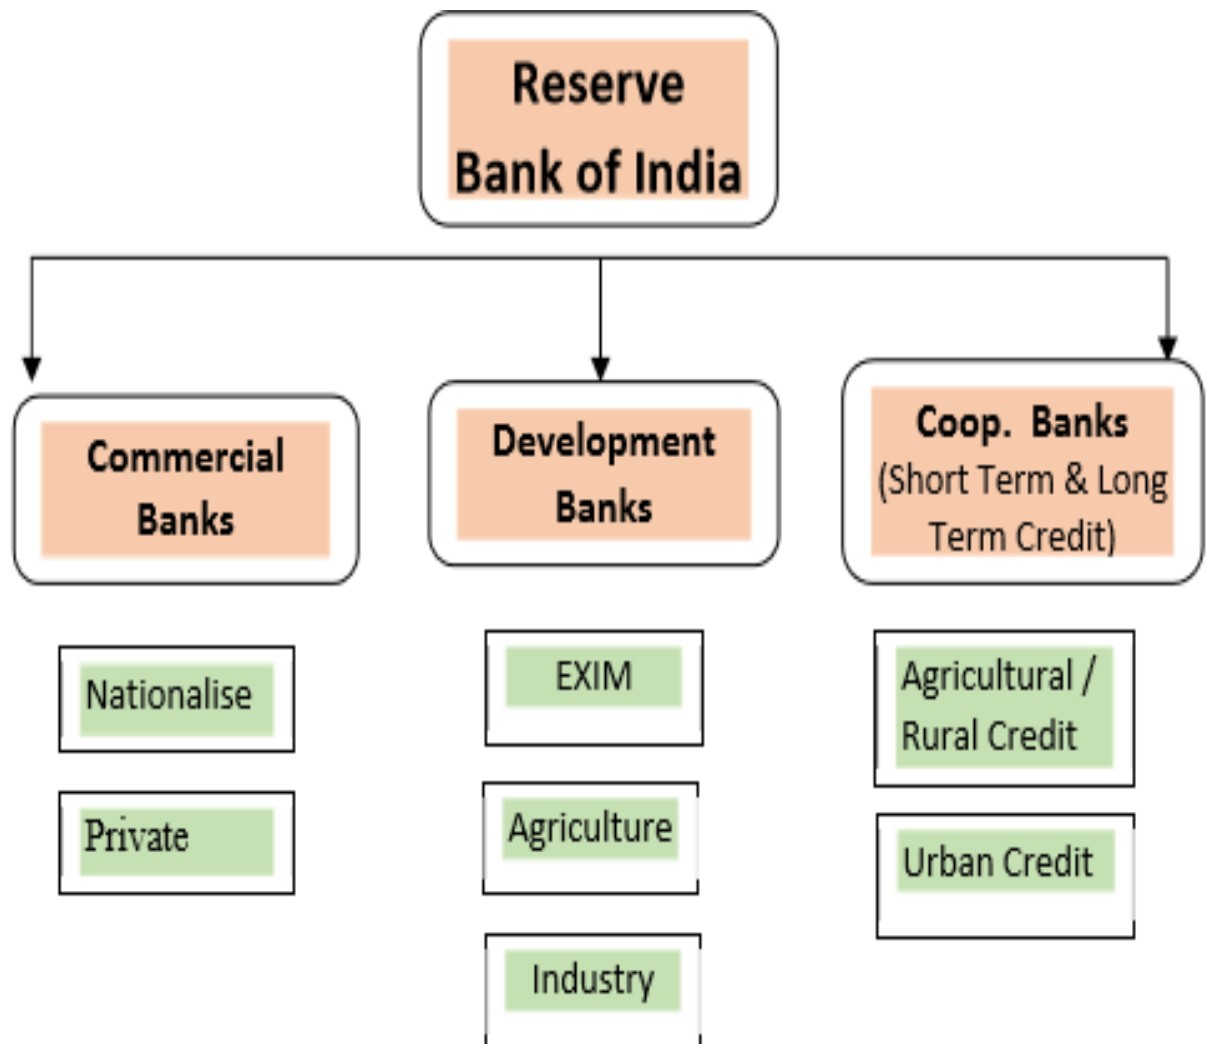 Reserve
Bank of India
Commercial
Banks
Nationalise
Private
Development
Banks
EXIM
Agriculture
Industry
Coop. Banks
(Short Term & Long
Term Credit)
Agricultural /
Rural Credit
Urban Credit